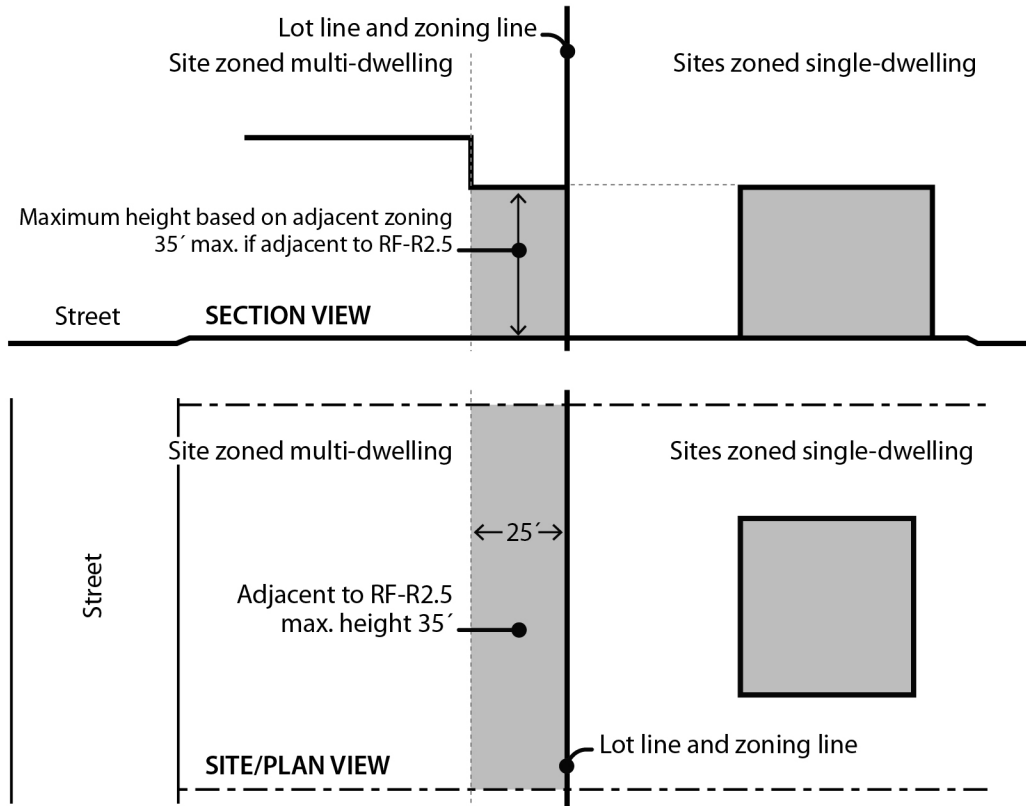 Lot line and zoning line
Site zoned multi-dwelling
Sites zoned single-dwelling
Maximum height based on adjacent zoning
35´ max. if adjacent to RF-R2.5
Street
SECTION VIEW
Site zoned multi-dwelling
Sites zoned single-dwelling
25´
Street
Adjacent to RF-R2.5
max. height 35´
Lot line and zoning line
SITE/PLAN VIEW